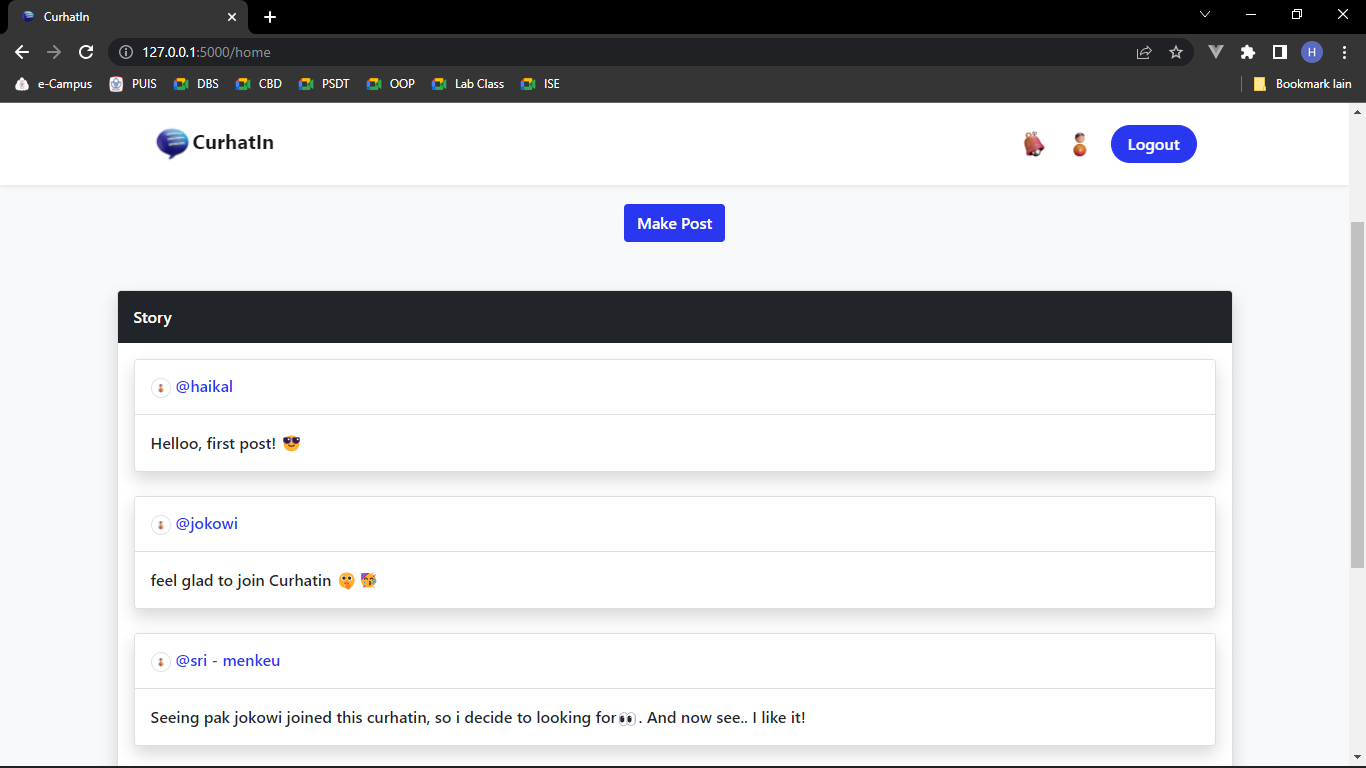 CurhatIn
127.0.0.1:5000/home
H
e-Campus PUIS DBS CBD PSDT OOP Lab Class ISE Bookmark lain
CurhatIn Logout
Make Post
Story
@haikal
Helloo, first post! 😎
@jokowi
feel glad to join Curhatin 🤫 🥳
@sri - menkeu
Seeing pak jokowi joined this curhatin, so i decide to looking for👀. And now see.. I like it!